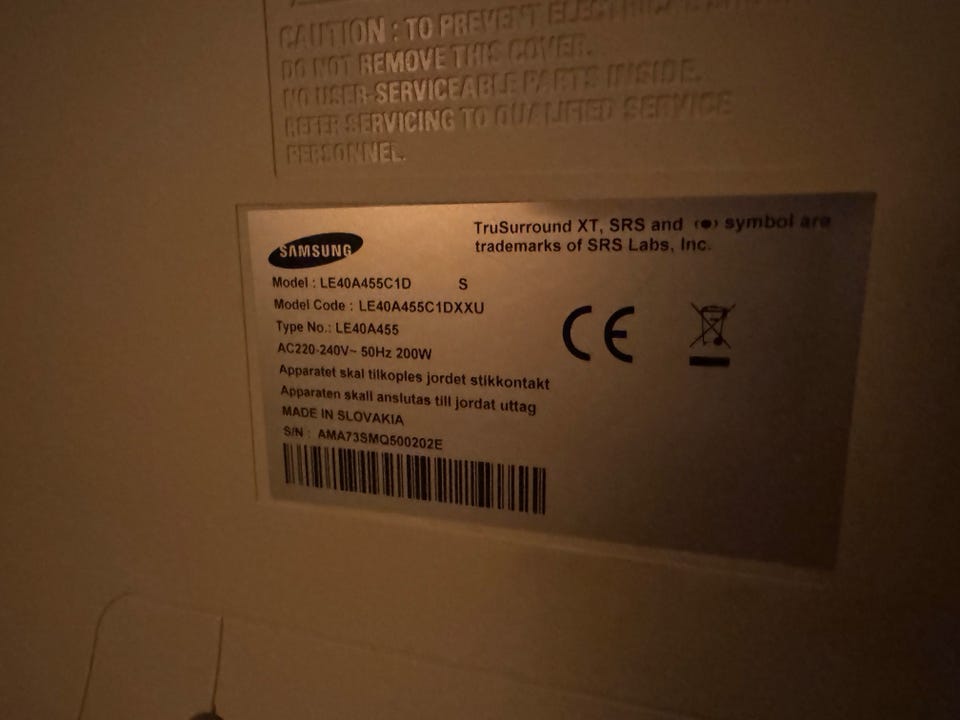 CAUTION : TO PREVENT ELECTRICAL
DO NOT REMOVE THIS COVER.
NO USER-SERVICEABLE PARTS INSIDE.
REFER SERVICING TO QUALIFIED SERVICE
PERSONNEL.
TruSurround XT, SRS and (●) symbol are
trademarks of SRS Labs, Inc.
SAMSUNG
Model : LE40A455C1D S
Model Code : LE40A455C1DXXU
Type No.: LE40A455
AC220-240V~ 50Hz 200W
Apparatet skal tilkoples jordet stikkontakt
Apparaten skall anslutas till jordat uttag
MADE IN SLOVAKIA
S/N : AMA73SMQ500202E
CE